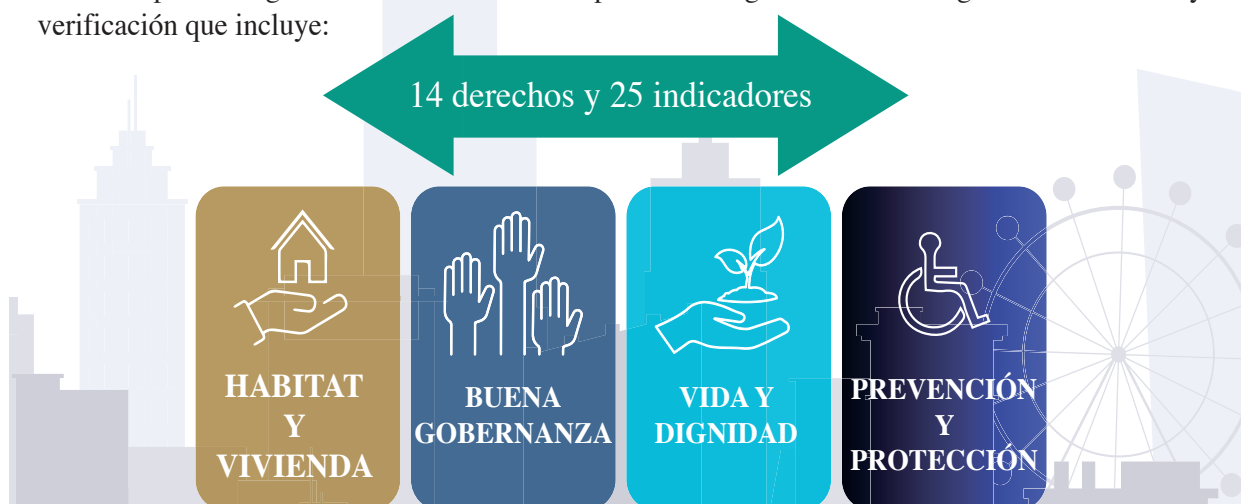 verificación que incluye:
14 derechos y 25 indicadores
HABITAT
Y
VIVIENDA
BUENA
GOBERNANZA
VIDA Y
DIGNIDAD
PREVENCIÓN
Y
PROTECCIÓN